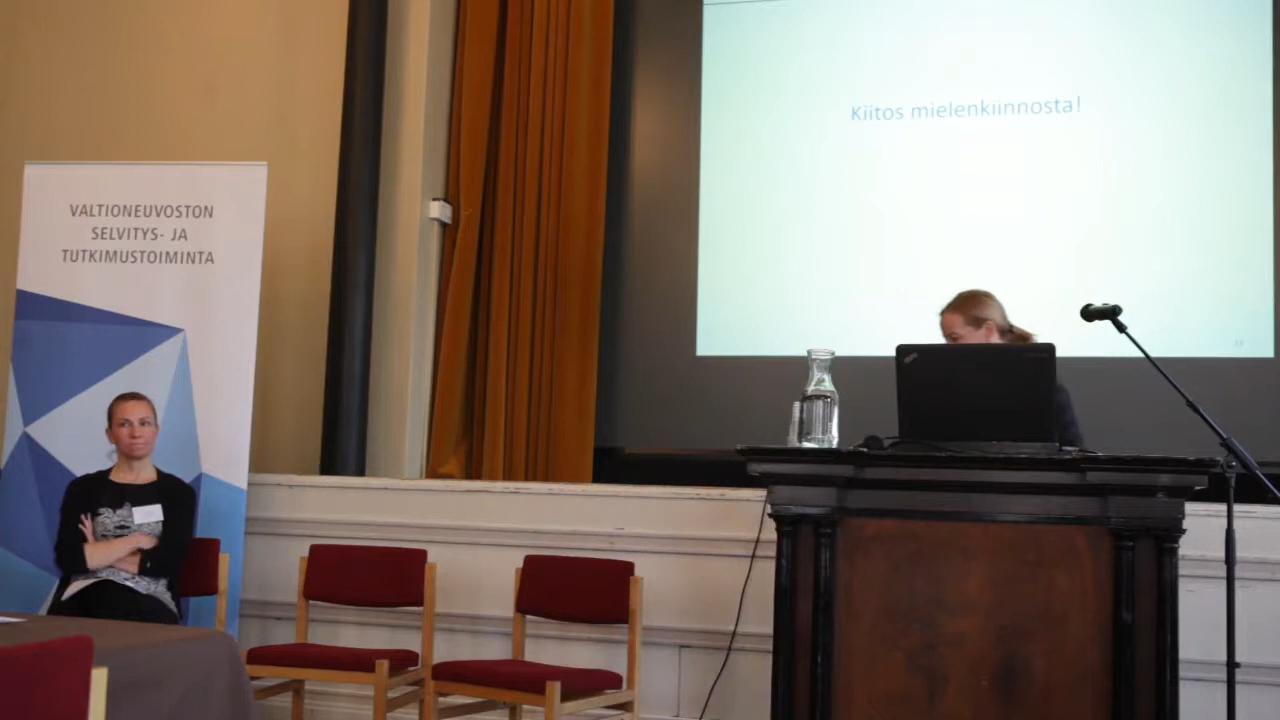 VALTIONEUVOSTON
SELVITYS- JA
TUTKIMUSTOIMINTA
Kiitos mielenkiinnosta!